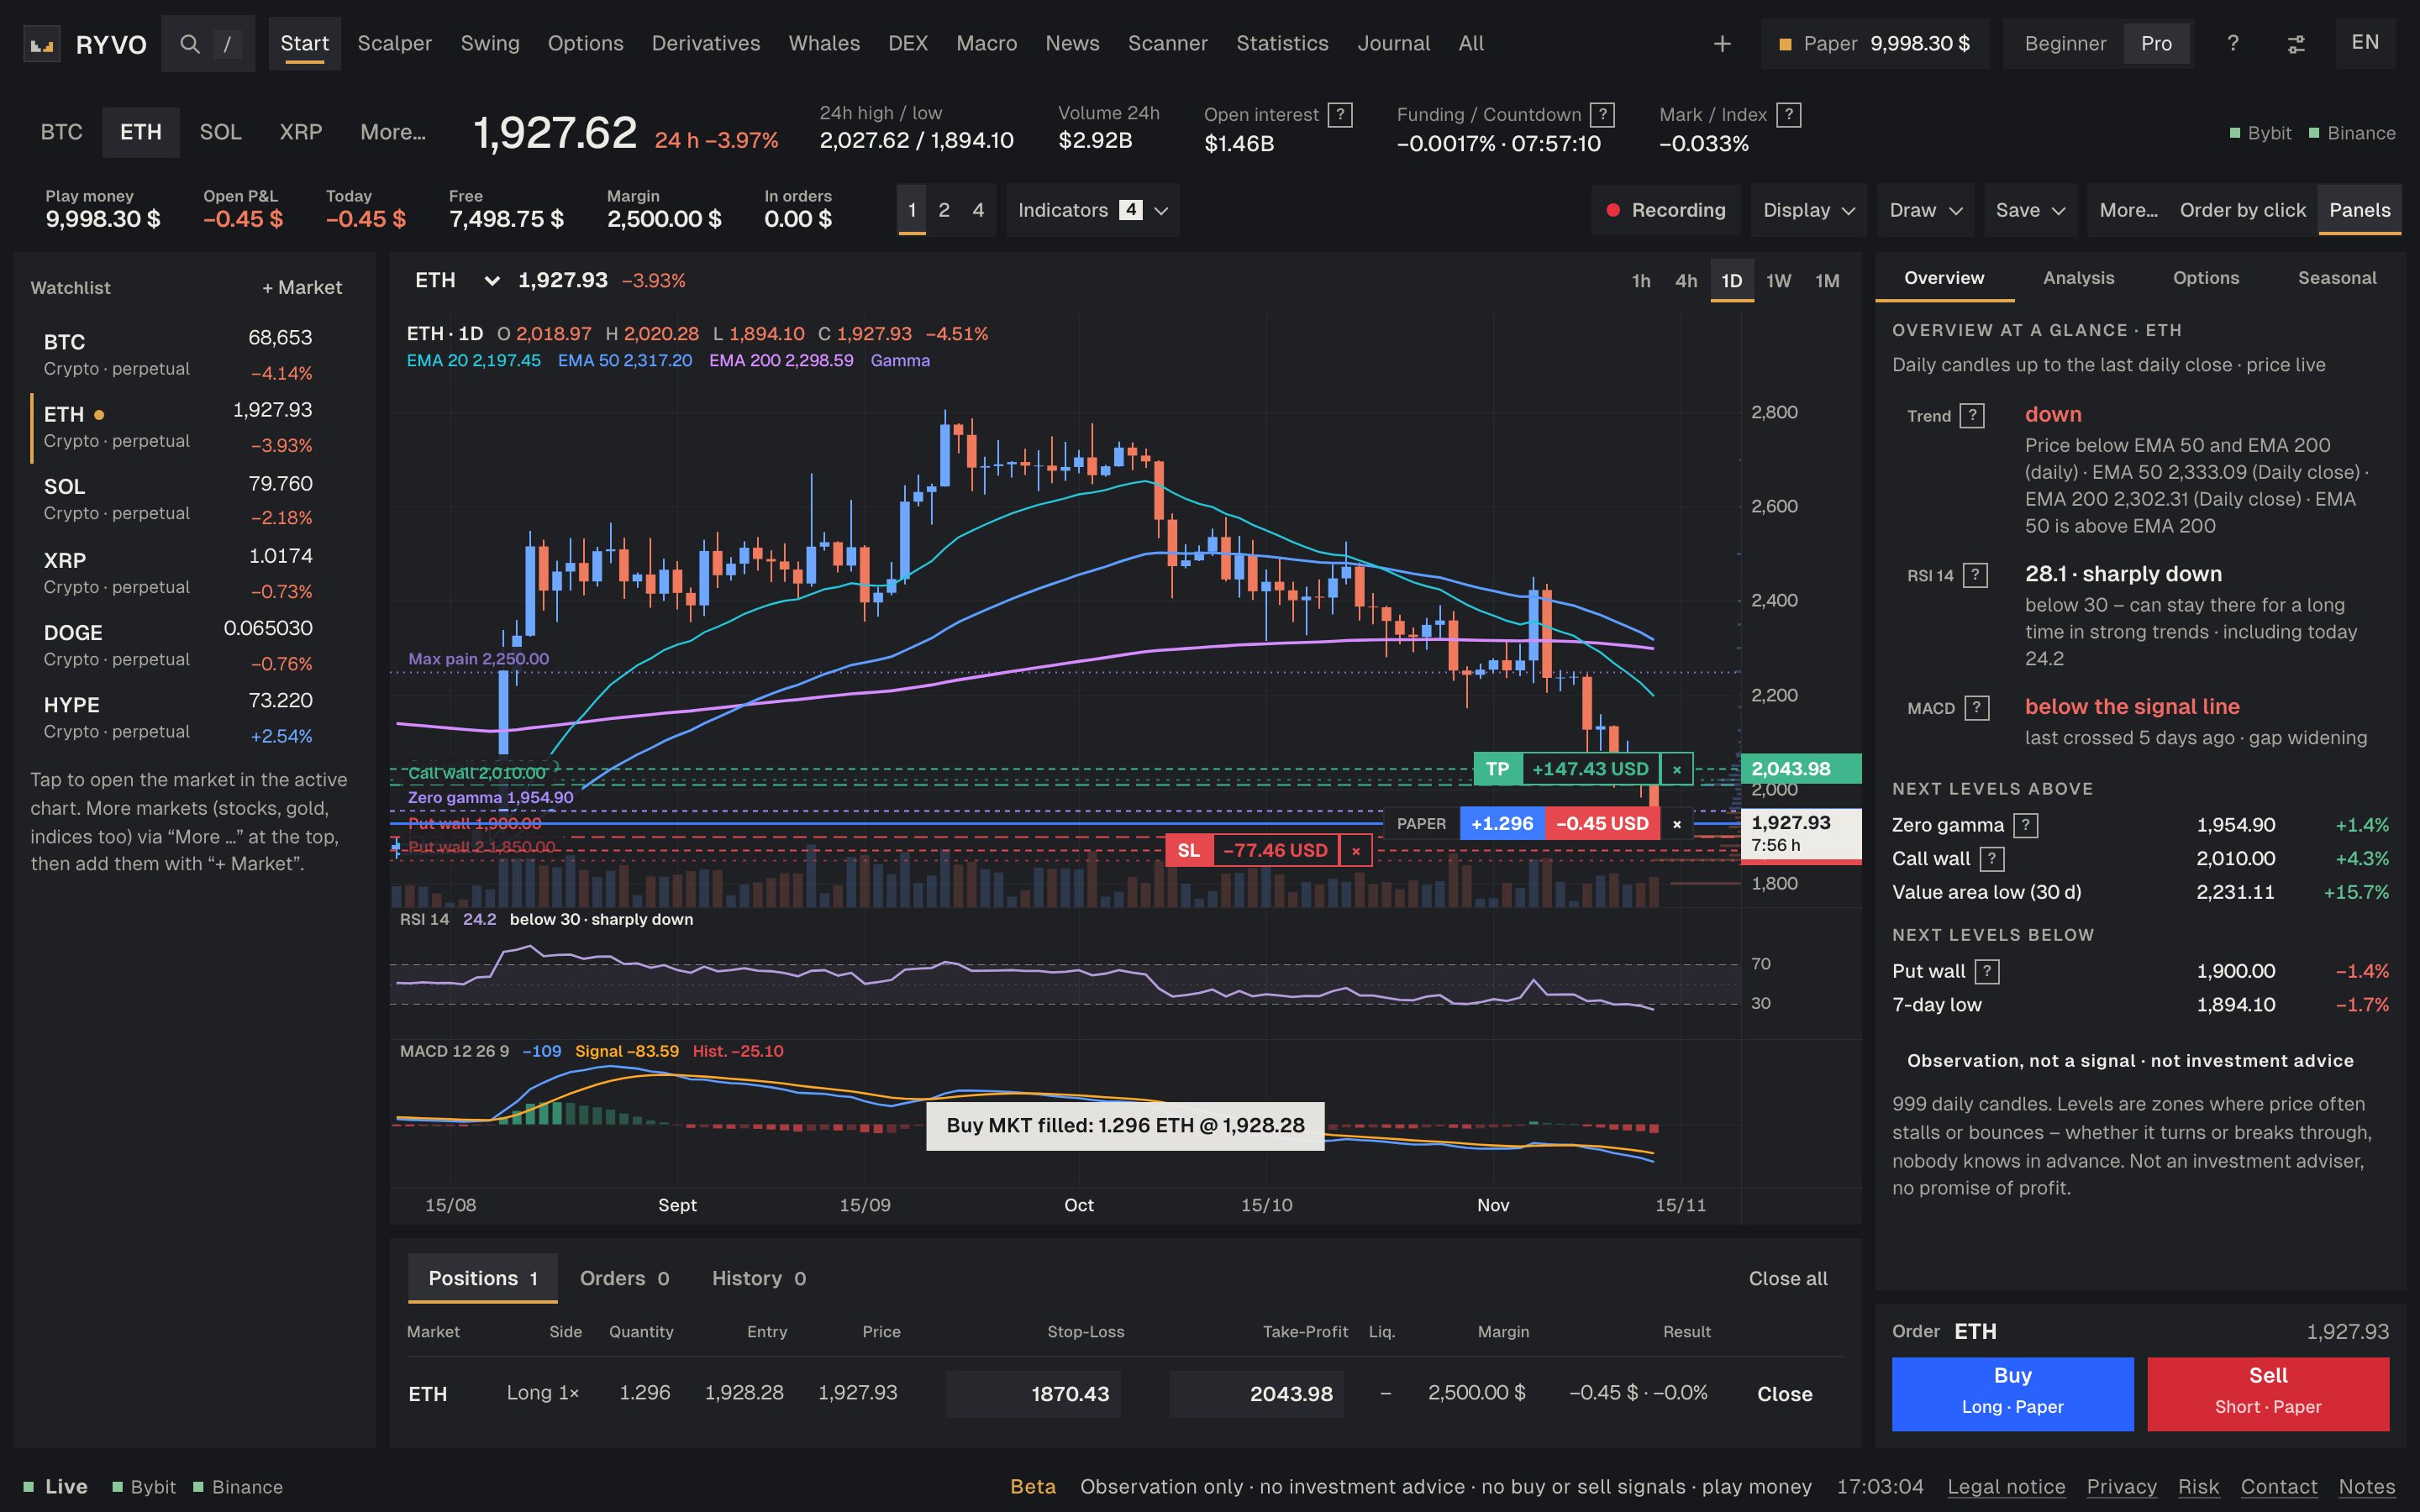 RYVO / Start Scalper Swing Options Derivatives Whales DEX Macro News Scanner Statistics Journal All + Paper 9,998.30 $ Beginner Pro ? EN
BTC ETH SOL XRP More... 1,927.62 24 h −3.97%
24h high / low
2,027.62 / 1,894.10
Volume 24h
$2.92B
Open interest ?
$1.46B
Funding / Countdown ?
−0.0017% · 07:57:10
Mark / Index ?
−0.033%
Bybit Binance
Play money
9,998.30 $
Open P&L
−0.45 $
Today
−0.45 $
Free
7,498.75 $
Margin
2,500.00 $
In orders
0.00 $
1 2 4 Indicators 4 Recording Display Draw Save More... Order by click Panels
Watchlist + Market
BTC 68,653
Crypto · perpetual −4.14%
ETH 1,927.93
Crypto · perpetual −3.93%
SOL 79.760
Crypto · perpetual −2.18%
XRP 1.0174
Crypto · perpetual −0.73%
DOGE 0.065030
Crypto · perpetual −0.76%
HYPE 73.220
Crypto · perpetual +2.54%
Tap to open the market in the active
chart. More markets (stocks, gold,
indices too) via “More ...” at the top,
then add them with “+ Market”.
ETH 1,927.93 −3.93% 1h 4h 1D 1W 1M
ETH · 1D O 2,018.97 H 2,020.28 L 1,894.10 C 1,927.93 −4.51%
EMA 20 2,197.45 EMA 50 2,317.20 EMA 200 2,298.59 Gamma
2,800
2,600
2,400
Max pain 2,250.00
2,200
Call wall 2,010.00 TP +147.43 USD × 2,043.98
2,000
Zero gamma 1,954.90
Put wall 1,900.00 PAPER +1.296 −0.45 USD × 1,927.93
7:56 h
Put wall 2 1,850.00 SL −77.46 USD ×
1,800
RSI 14 24.2 below 30 · sharply down
70
30
MACD 12 26 9 −109 Signal −83.59 Hist. −25.10
Buy MKT filled: 1.296 ETH @ 1,928.28
15/08 Sept 15/09 Oct 15/10 Nov 15/11
Positions 1 Orders 0 History 0 Close all
Market Side Quantity Entry Price Stop-Loss Take-Profit Liq. Margin Result
ETH Long 1× 1.296 1,928.28 1,927.93 1870.43 2043.98 – 2,500.00 $ −0.45 $ · −0.0% Close
Overview Analysis Options Seasonal
OVERVIEW AT A GLANCE · ETH
Daily candles up to the last daily close · price live
Trend ? down
Price below EMA 50 and EMA 200
(daily) · EMA 50 2,333.09 (Daily close) ·
EMA 200 2,302.31 (Daily close) · EMA
50 is above EMA 200
RSI 14 ? 28.1 · sharply down
below 30 – can stay there for a long
time in strong trends · including today
24.2
MACD ? below the signal line
last crossed 5 days ago · gap widening
NEXT LEVELS ABOVE
Zero gamma ? 1,954.90 +1.4%
Call wall ? 2,010.00 +4.3%
Value area low (30 d) 2,231.11 +15.7%
NEXT LEVELS BELOW
Put wall ? 1,900.00 −1.4%
7-day low 1,894.10 −1.7%
Observation, not a signal · not investment advice
999 daily candles. Levels are zones where price often
stalls or bounces – whether it turns or breaks through,
nobody knows in advance. Not an investment adviser,
no promise of profit.
Order ETH 1,927.93
Buy
Long · Paper
Sell
Short · Paper
Live Bybit Binance Beta Observation only · no investment advice · no buy or sell signals · play money 17:03:04 Legal notice Privacy Risk Contact Notes